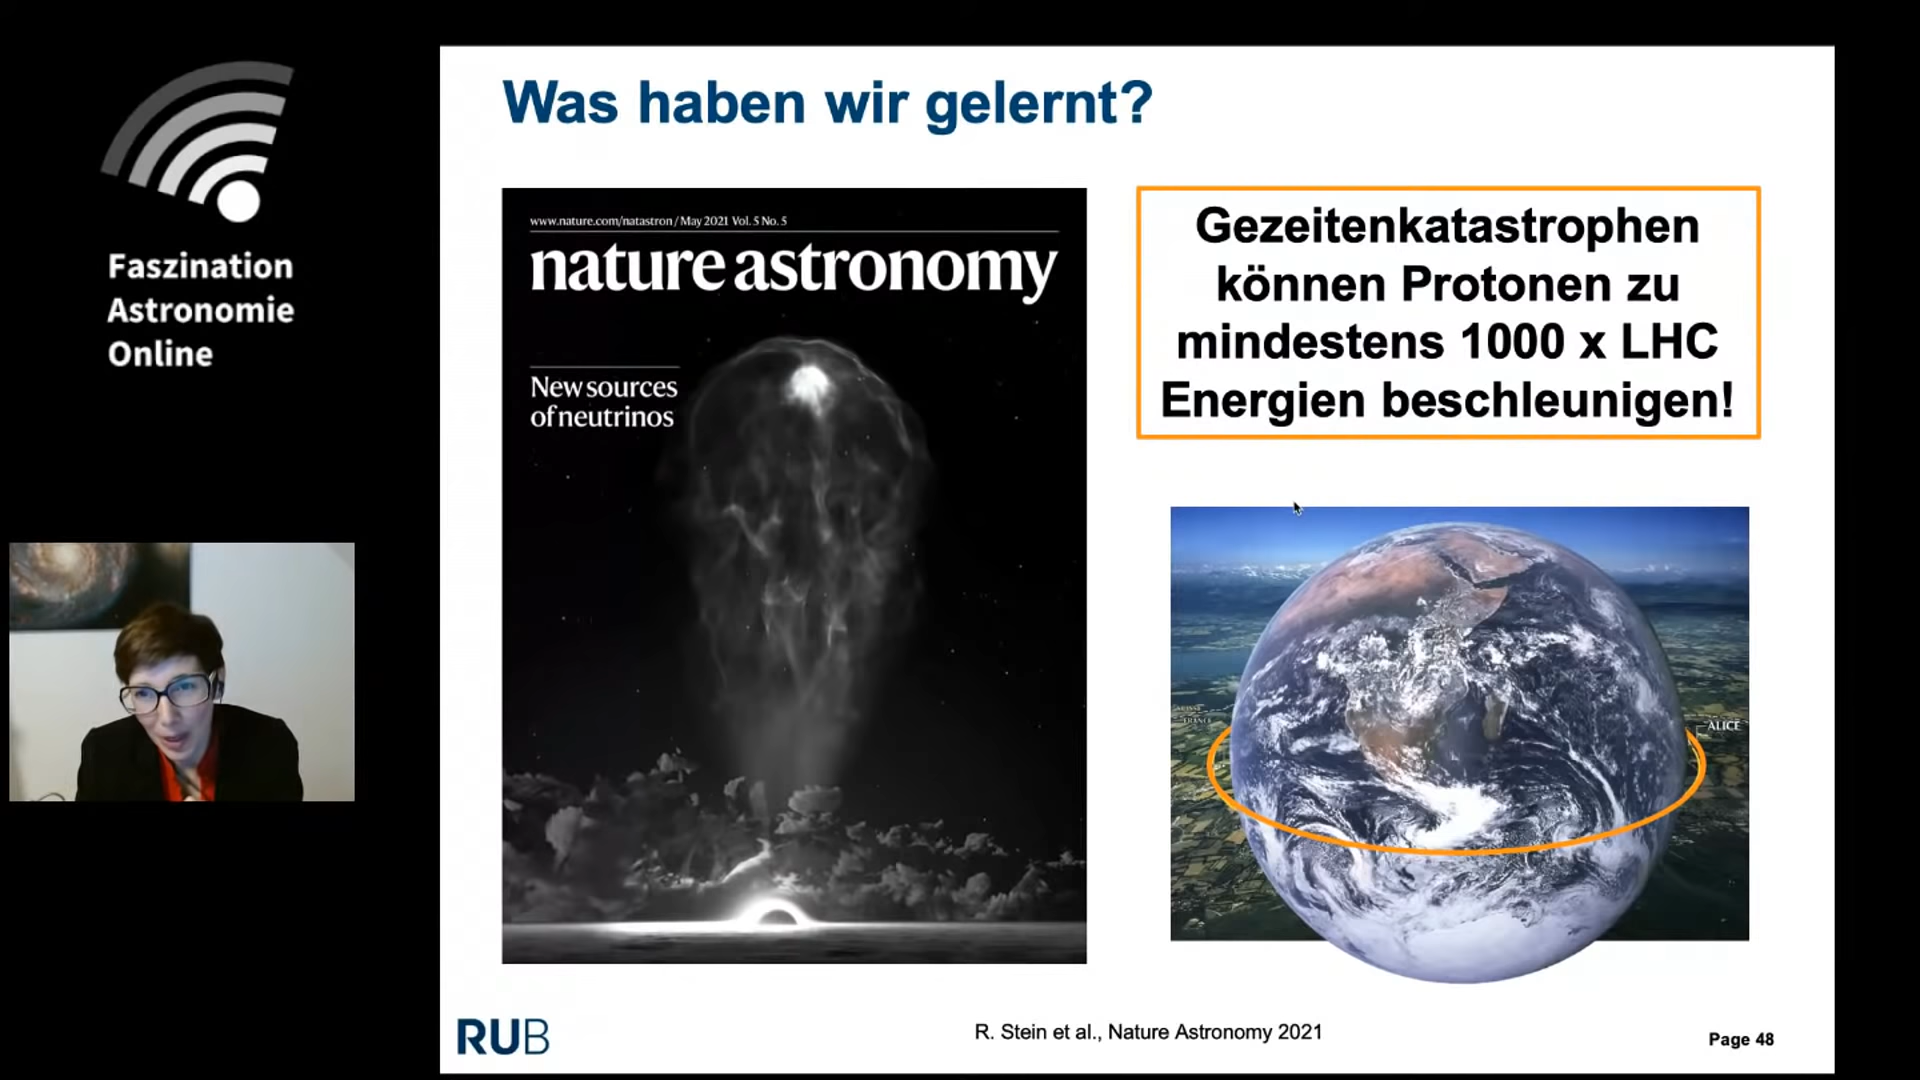 Faszination
Astronomie
Online
Was haben wir gelernt?
www.nature.com/natastron / May 2021 Vol. 5 No. 5
nature astronomy
New sources
of neutrinos
Gezeitenkatastrophen
können Protonen zu
mindestens 1000 x LHC
Energien beschleunigen!
SUISSE
FRANCE
ALICE
RUB
R. Stein et al., Nature Astronomy 2021
Page 48